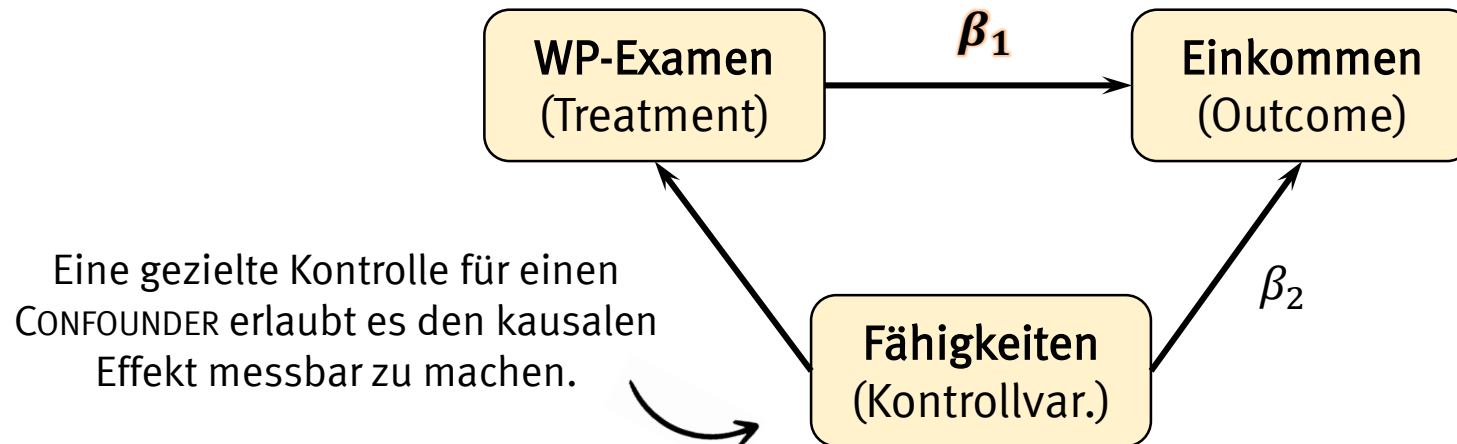 WP-Examen
(Treatment)
β₁
Einkommen
(Outcome)
Eine gezielte Kontrolle für einen
CONFOUNDER erlaubt es den kausalen
Effekt messbar zu machen.
β₂
Fähigkeiten
(Kontrollvar.)